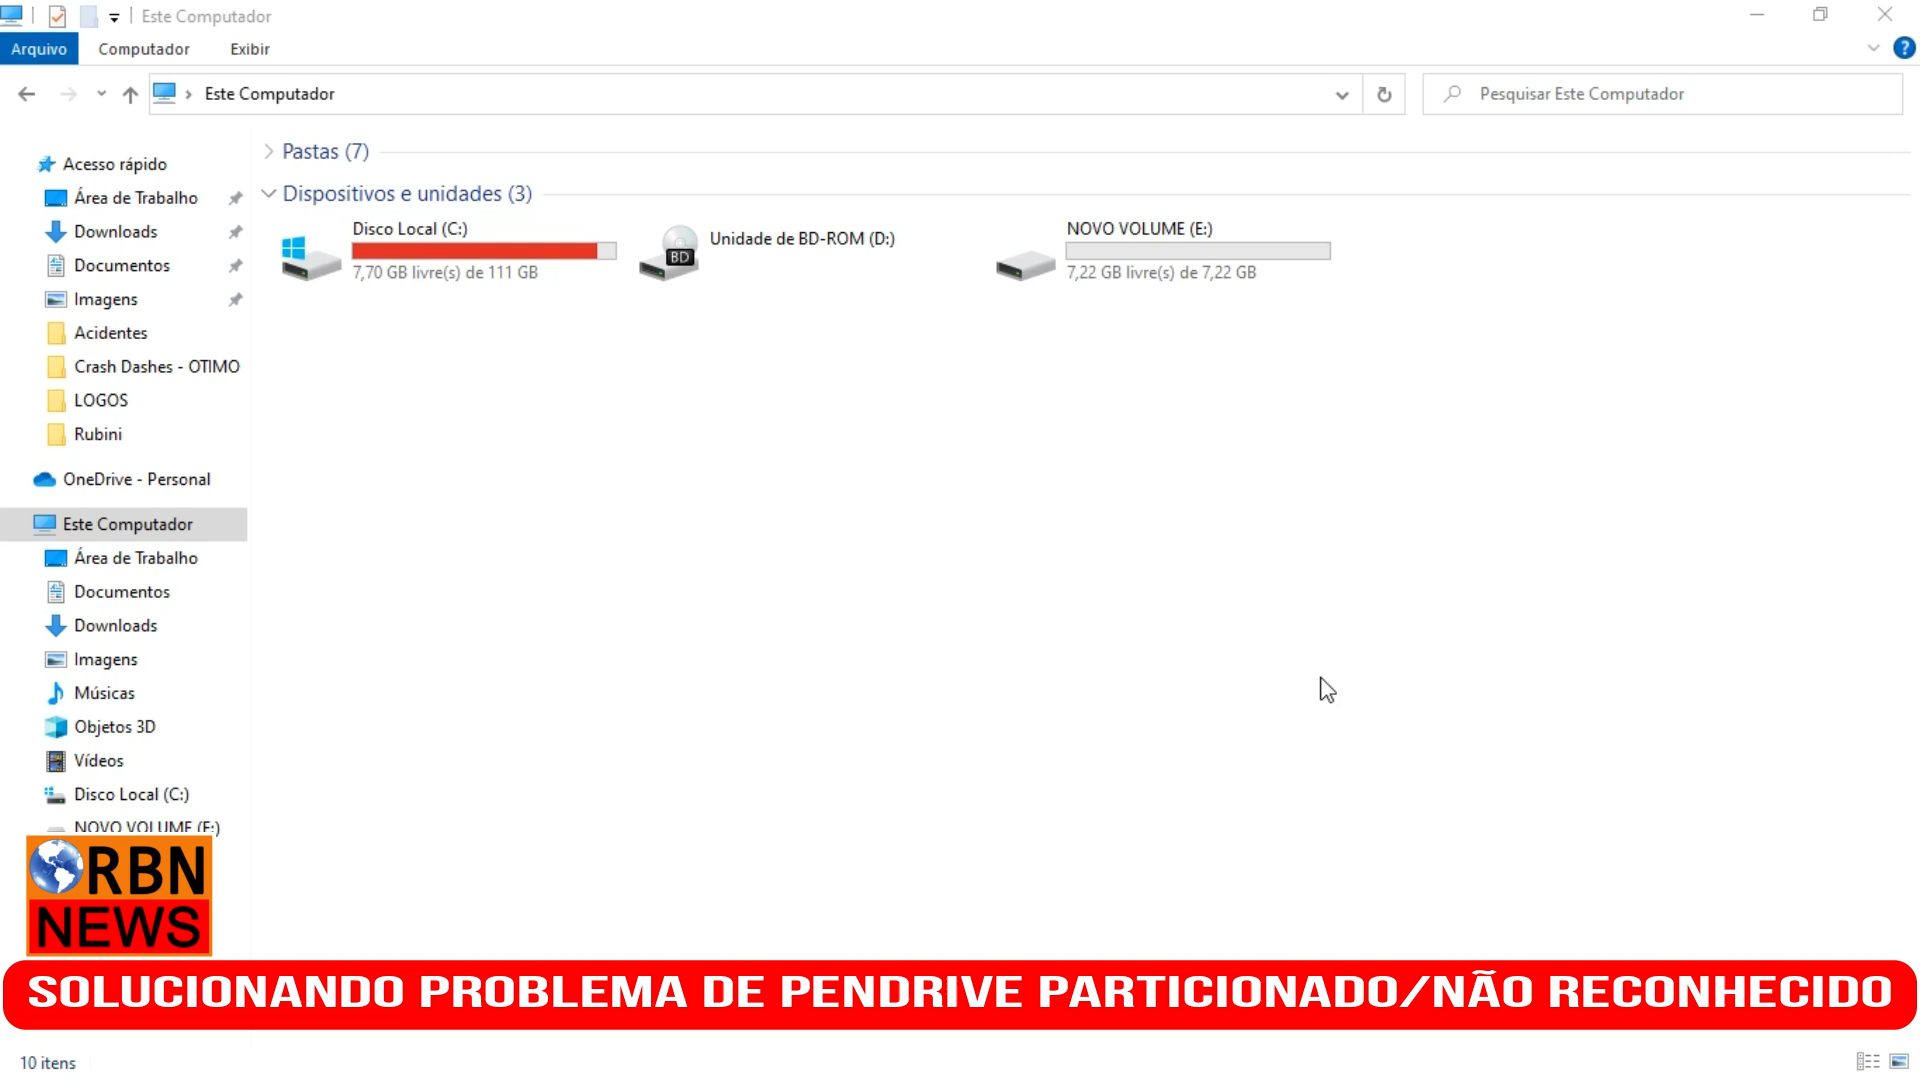 Este Computador
Arquivo Computador Exibir
?
Este Computador
Pesquisar Este Computador
Acesso rápido
Área de Trabalho
Downloads
Documentos
Imagens
Acidentes
Crash Dashes - OTIMO
LOGOS
Rubini
OneDrive - Personal
Este Computador
Área de Trabalho
Documentos
Downloads
Imagens
Músicas
Objetos 3D
Vídeos
Disco Local (C:)
NOVO VOLUME (E:)
Pastas (7)
Dispositivos e unidades (3)
Disco Local (C:)
7,70 GB livre(s) de 111 GB
BD
Unidade de BD-ROM (D:)
NOVO VOLUME (E:)
7,22 GB livre(s) de 7,22 GB
RBN
NEWS
SOLUCIONANDO PROBLEMA DE PENDRIVE PARTICIONADO/NÃO RECONHECIDO
10 itens